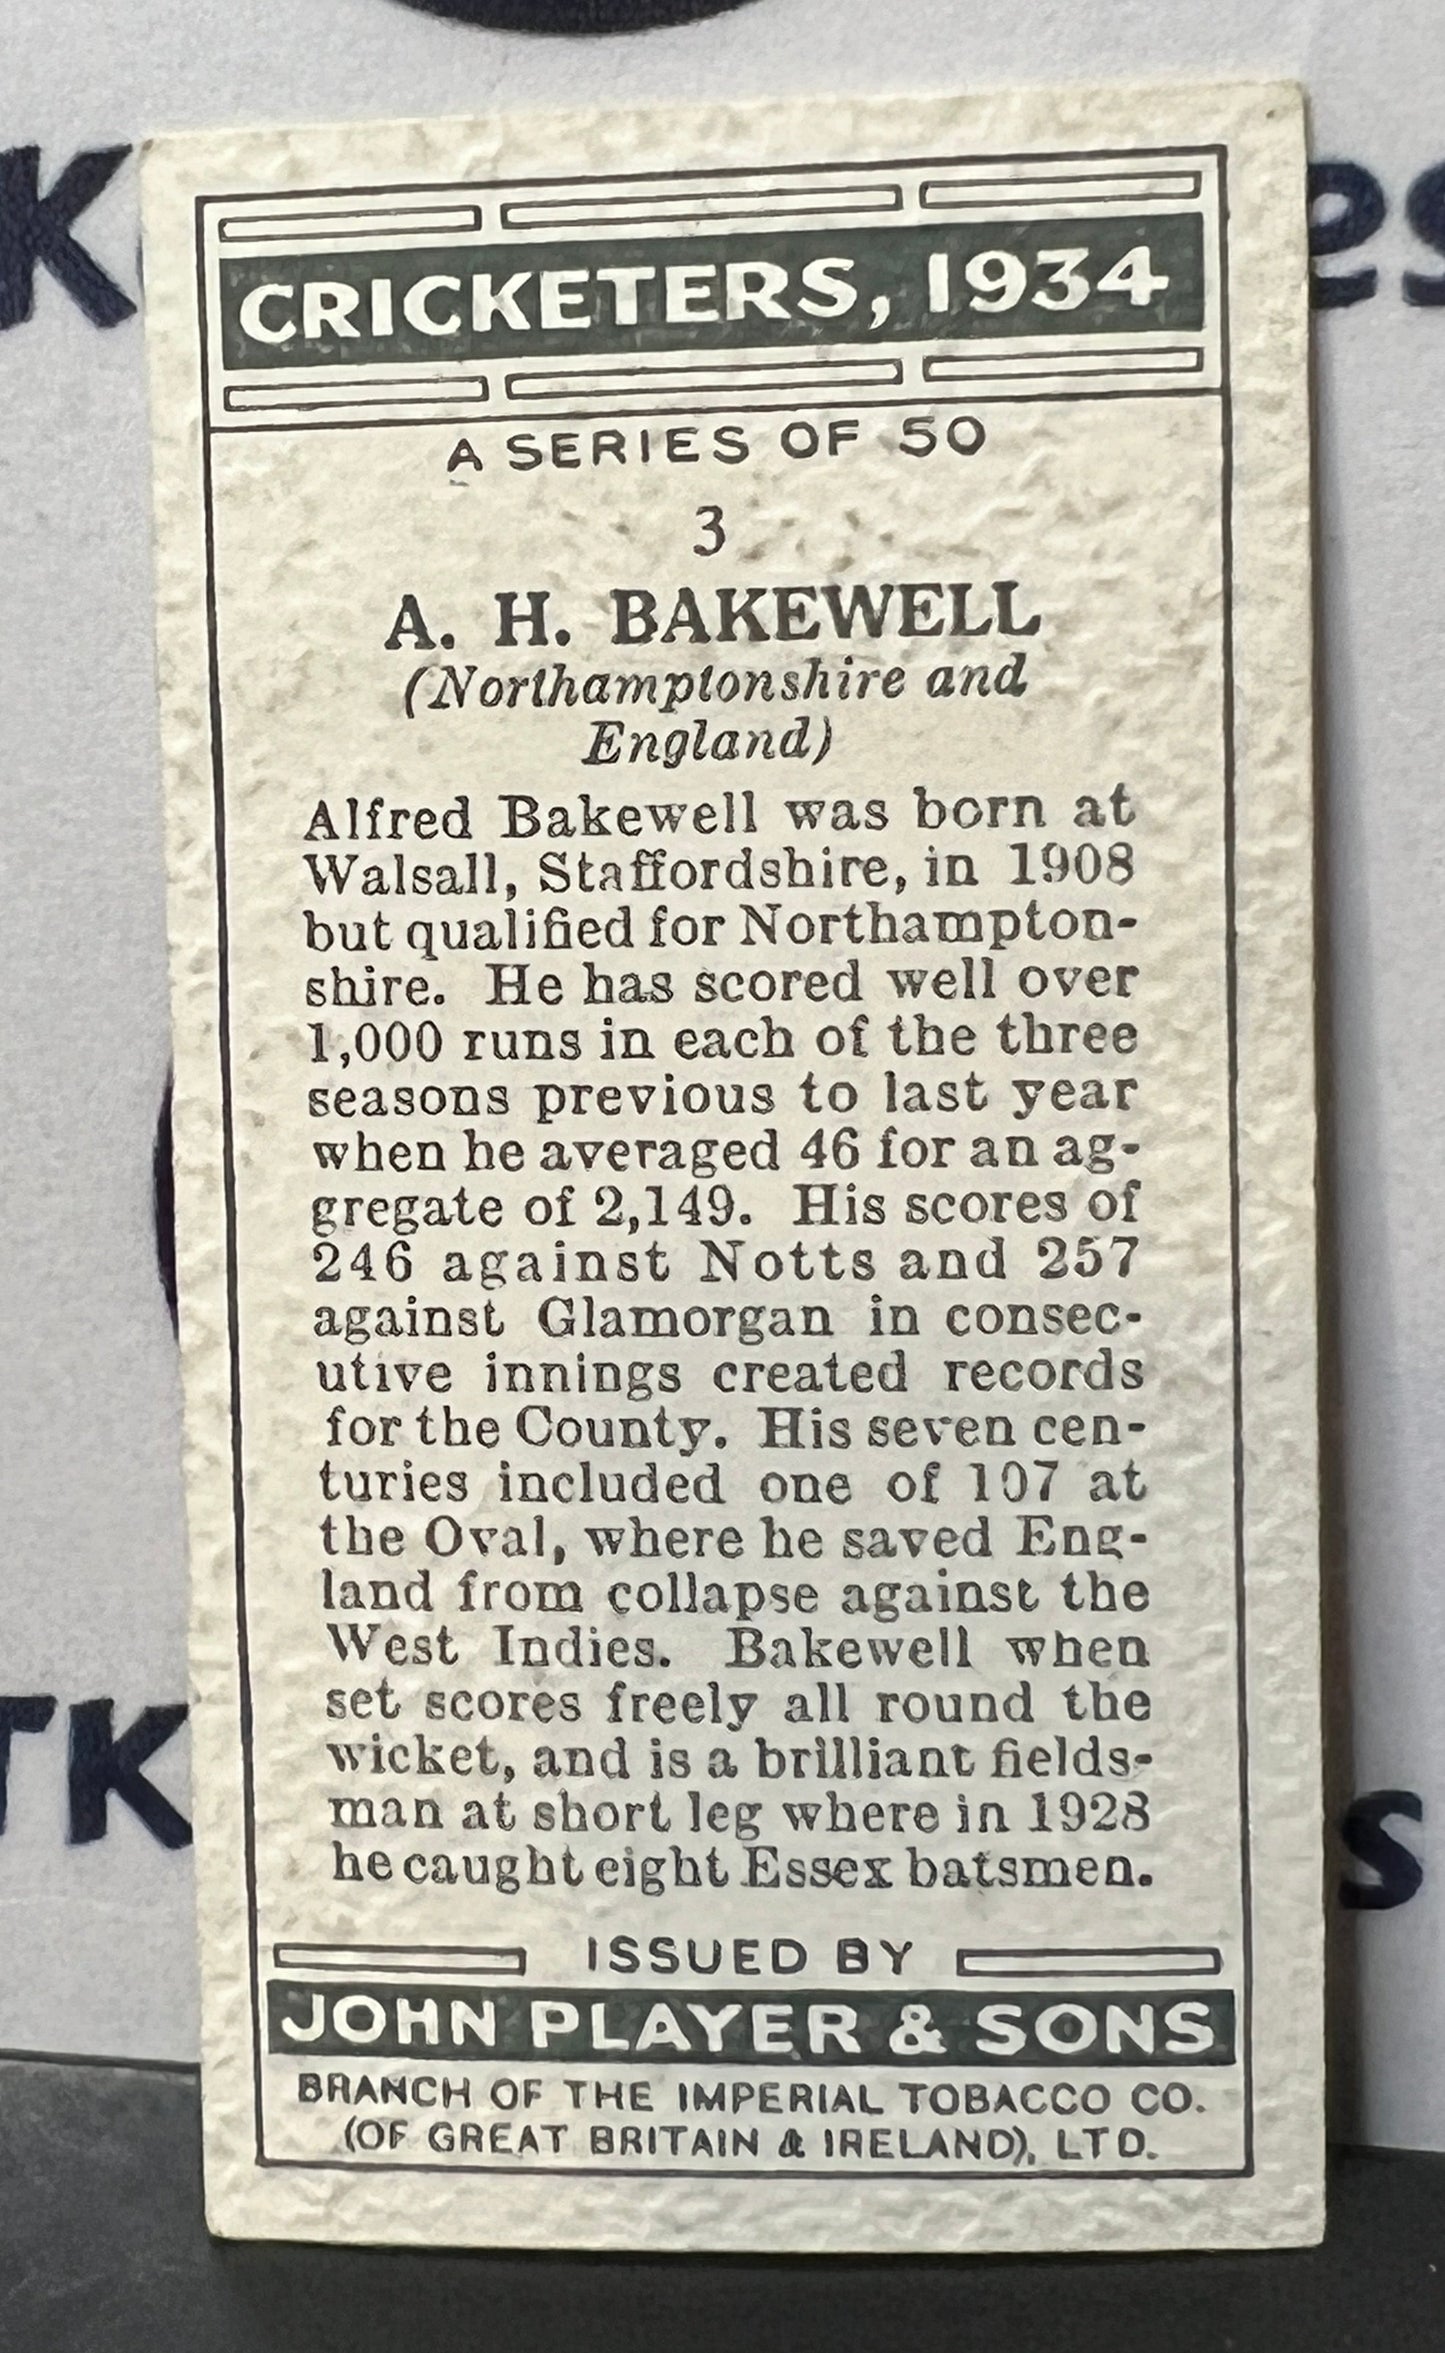 CRICKETERS, 1934
A SERIES OF 50
3
A. H. BAKEWELL
(Northamptonshire and
England)
Alfred Bakewell was born at
Walsall, Staffordshire, in 1908
but qualified for Northampton-
shire. He has scored well over
1,000 runs in each of the three
seasons previous to last year
when he averaged 46 for an ag-
gregate of 2,149. His scores of
246 against Notts and 257
against Glamorgan in consec-
utive innings created records
for the County. His seven cen-
turies included one of 107 at
the Oval, where he saved Eng-
land from collapse against the
West Indies. Bakewell when
set scores freely all round the
wicket, and is a brilliant fields-
man at short leg where in 1928
he caught eight Essex batsmen.
ISSUED BY
JOHN PLAYER & SONS
BRANCH OF THE IMPERIAL TOBACCO CO.
(OF GREAT BRITAIN & IRELAND), LTD.